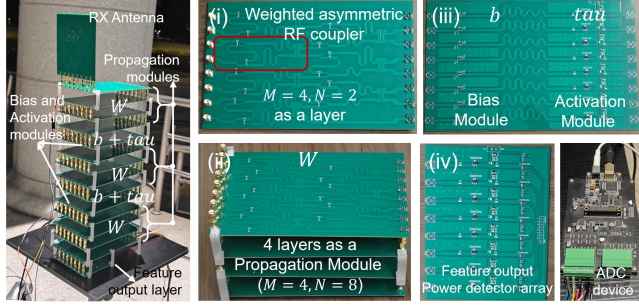 RX Antenna
Propagation
modules
Bias and
Activation
modules
W
b + tau
W
b + tau
W
Feature
output layer
(i) Weighted asymmetric
RF coupler
M = 4, N = 2
as a layer
(ii) W
4 layers as a
Propagation Module
(M = 4, N = 8)
(iii) b tau
Bias
Module
Activation
Module
(iv)
Feature output
Power detector array
ADC
device